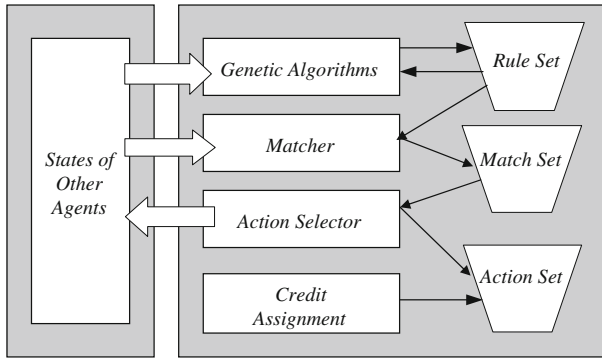 States of
Other
Agents
Genetic Algorithms
Matcher
Action Selector
Credit
Assignment
Rule Set
Match Set
Action Set